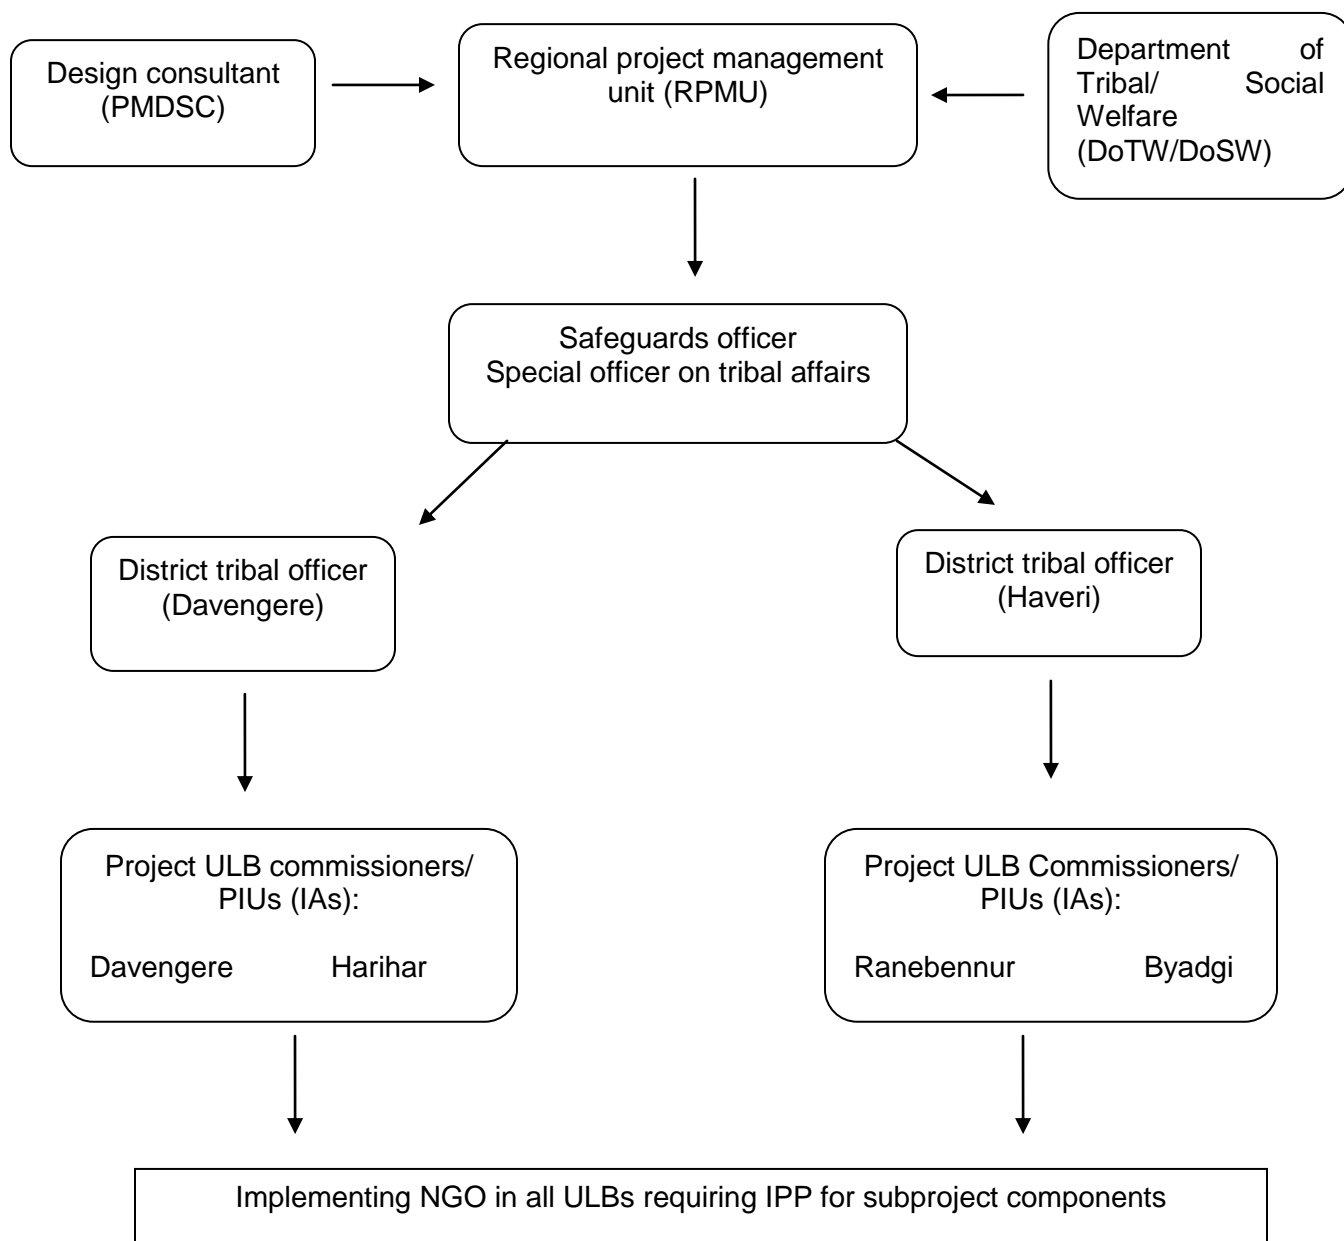 Design consultant
(PMDSC)
Regional project management
unit (RPMU)
Department of
Tribal/ Social
Welfare
(DoTW/DoSW)
Safeguards officer
Special officer on tribal affairs
District tribal officer
(Davengere)
District tribal officer
(Haveri)
Project ULB commissioners/
PIUs (IAs):
Davengere Harihar
Project ULB Commissioners/
PIUs (IAs):
Ranebennur Byadgi
Implementing NGO in all ULBs requiring IPP for subproject components